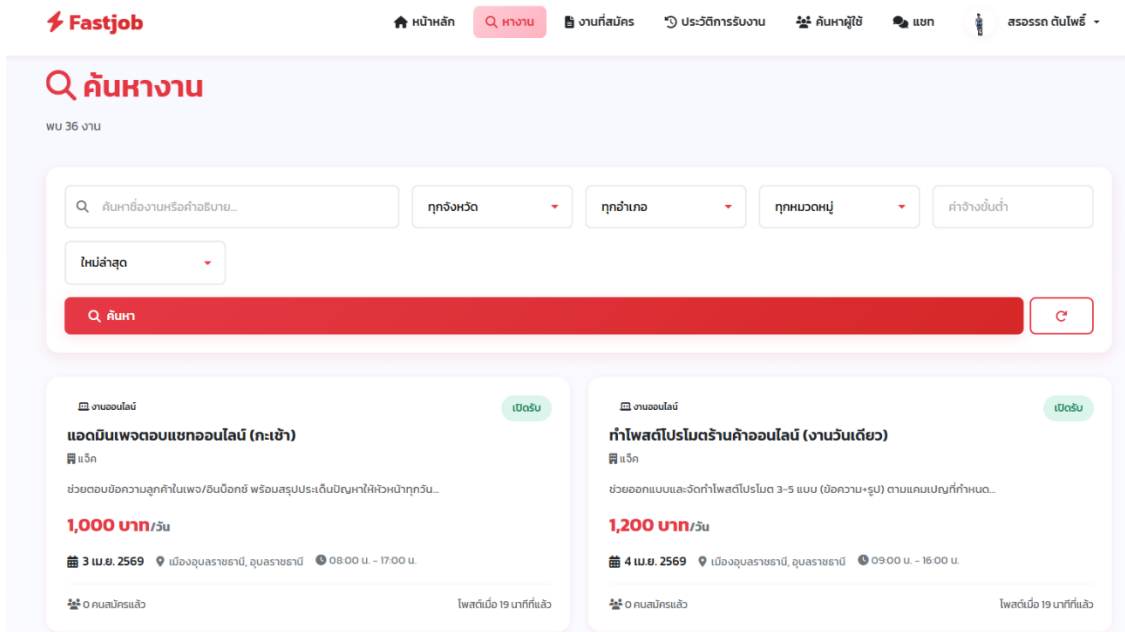 Fastjob
หน้าหลัก หางาน งานที่สมัคร ประวัติการรับงาน ค้นหาผู้ใช้ แชท สรอรรถ ตันโพธิ์
ค้นหางาน
พบ 36 งาน
ค้นหาชื่องานหรือคำอธิบาย... ทุกจังหวัด ทุกอำเภอ ทุกหมวดหมู่ ค่าจ้างขั้นต่ำ
ใหม่ล่าสุด
ค้นหา
งานออนไลน์ เปิดรับ
แอดมินเพจตอบแชทออนไลน์ (กะเช้า)
แจ็ค
ช่วยตอบข้อความลูกค้าในเพจ/อินบ็อกซ์ พร้อมสรุปประเด็นปัญหาให้หัวหน้าทุกวัน...
1,000 บาท/วัน
3 เม.ย. 2569 เมืองอุบลราชธานี, อุบลราชธานี 08:00 น. - 17:00 น.
0 คนสมัครแล้ว โพสต์เมื่อ 19 นาทีที่แล้ว
งานออนไลน์ เปิดรับ
ทำโพสต์โปรโมตร้านค้าออนไลน์ (งานวันเดียว)
แจ็ค
ช่วยออกแบบและจัดทำโพสต์โปรโมต 3-5 แบบ (ข้อความ+รูป) ตามแคมเปญที่กำหนด...
1,200 บาท/วัน
4 เม.ย. 2569 เมืองอุบลราชธานี, อุบลราชธานี 09:00 น. - 16:00 น.
0 คนสมัครแล้ว โพสต์เมื่อ 19 นาทีที่แล้ว